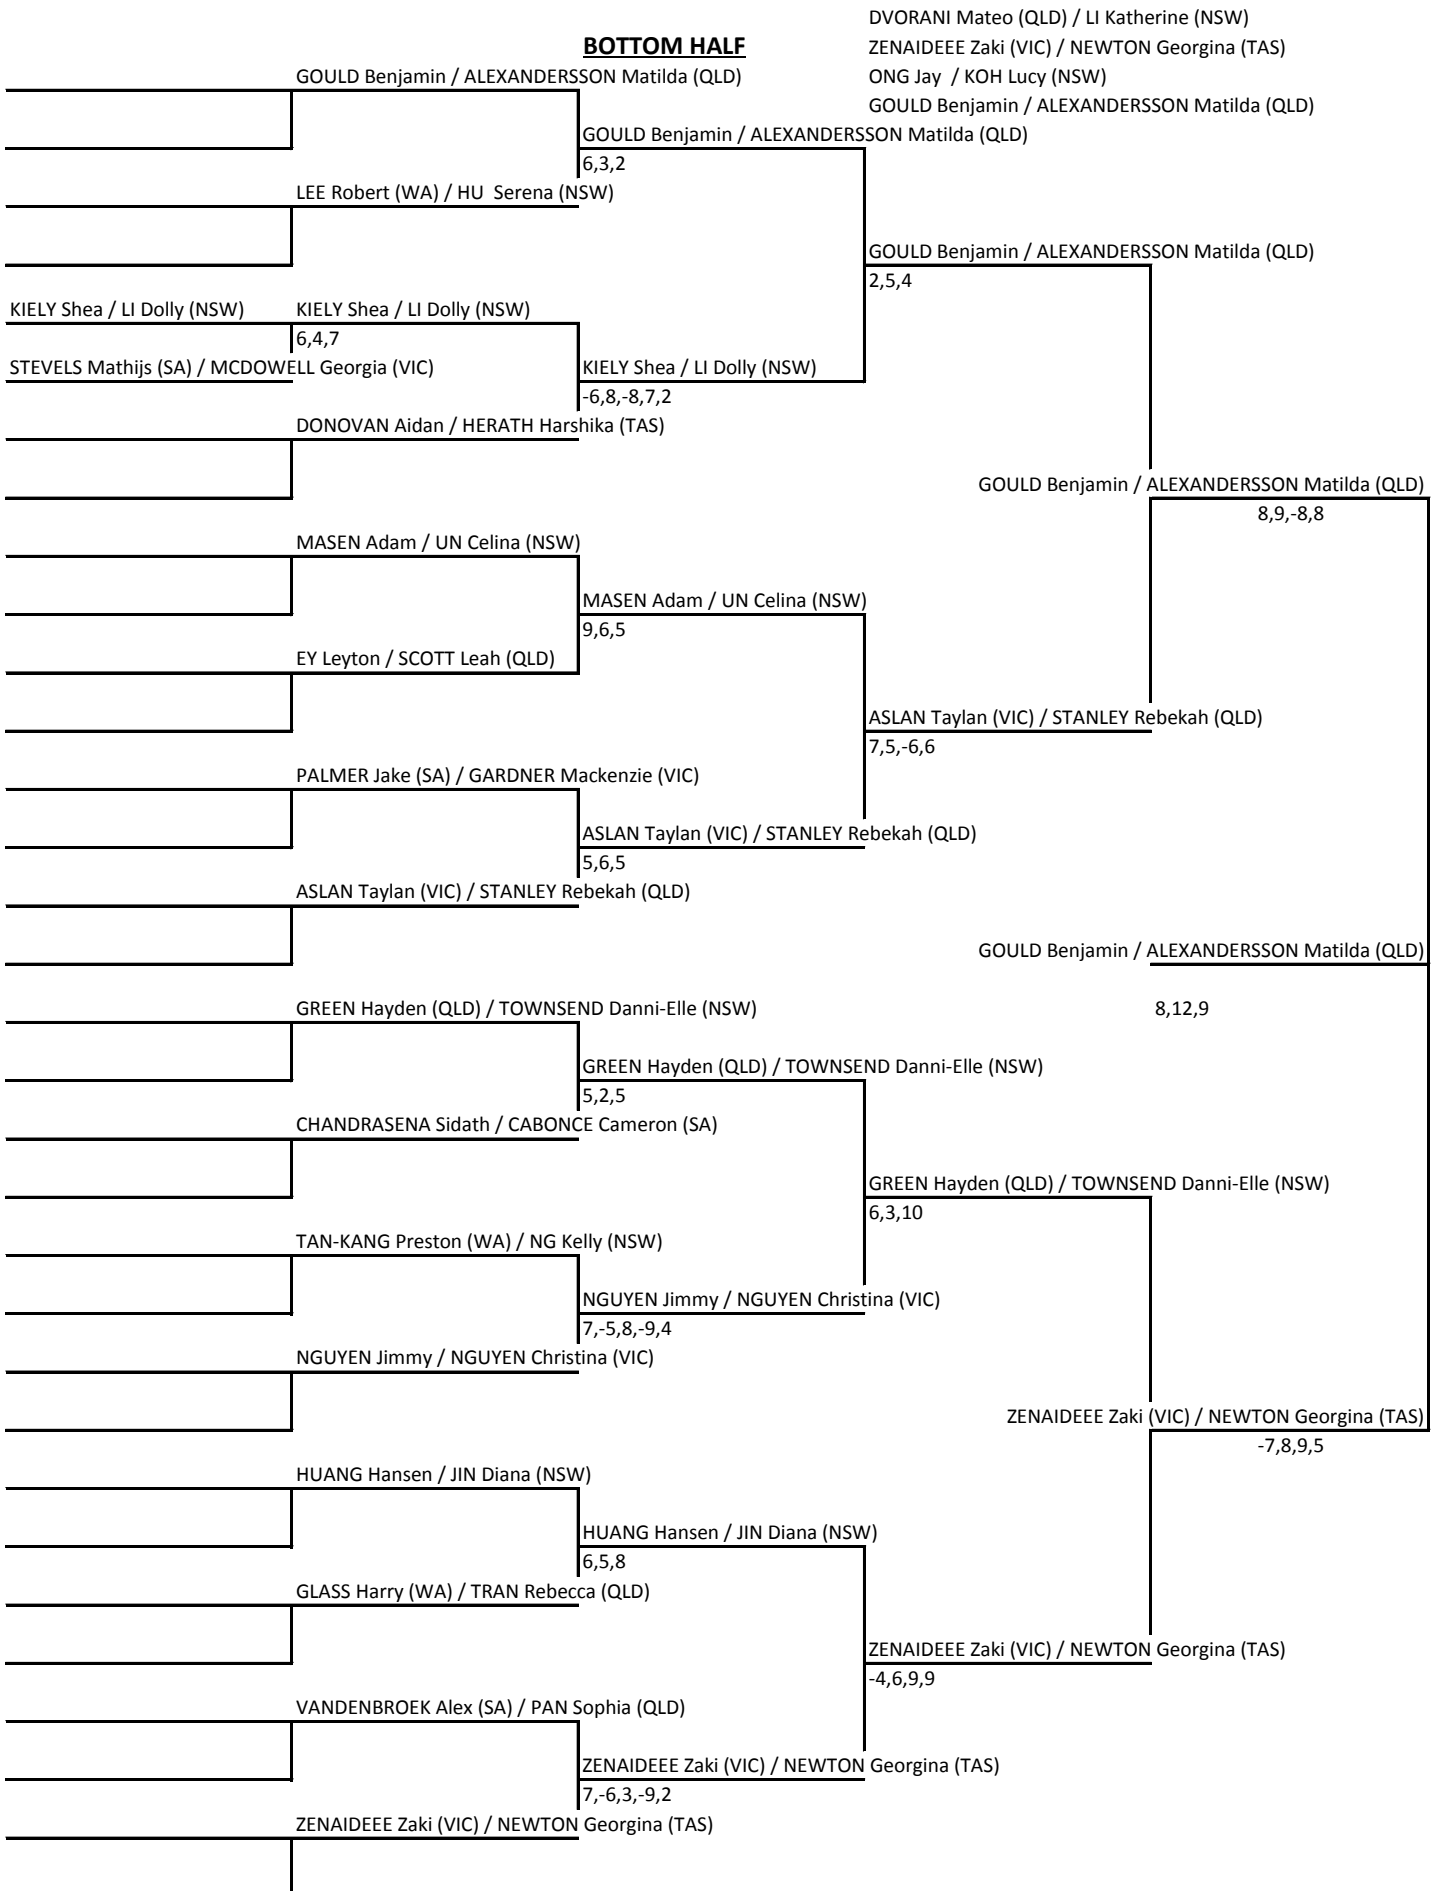 DVORANI Mateo (QLD) / LI Katherine (NSW)
BOTTOM HALF
ZENAIDEEE Zaki (VIC) / NEWTON Georgina (TAS)
GOULD Benjamin / ALEXANDERSSON Matilda (QLD)
ONG Jay / KOH Lucy (NSW)
GOULD Benjamin / ALEXANDERSSON Matilda (QLD)
GOULD Benjamin / ALEXANDERSSON Matilda (QLD)
6,3,2
LEE Robert (WA) / HU Serena (NSW)
GOULD Benjamin / ALEXANDERSSON Matilda (QLD)
2,5,4
KIELY Shea / LI Dolly (NSW)
KIELY Shea / LI Dolly (NSW)
6,4,7
STEVELS Mathijs (SA) / MCDOWELL Georgia (VIC)
KIELY Shea / LI Dolly (NSW)
-6,8,-8,7,2
DONOVAN Aidan / HERATH Harshika (TAS)
GOULD Benjamin / ALEXANDERSSON Matilda (QLD)
8,9,-8,8
MASEN Adam / UN Celina (NSW)
MASEN Adam / UN Celina (NSW)
9,6,5
EY Leyton / SCOTT Leah (QLD)
ASLAN Taylan (VIC) / STANLEY Rebekah (QLD)
7,5,-6,6
PALMER Jake (SA) / GARDNER Mackenzie (VIC)
ASLAN Taylan (VIC) / STANLEY Rebekah (QLD)
5,6,5
ASLAN Taylan (VIC) / STANLEY Rebekah (QLD)
GOULD Benjamin / ALEXANDERSSON Matilda (QLD)
GREEN Hayden (QLD) / TOWNSEND Danni-Elle (NSW)
8,12,9
GREEN Hayden (QLD) / TOWNSEND Danni-Elle (NSW)
5,2,5
CHANDRASENA Sidath / CABONCE Cameron (SA)
GREEN Hayden (QLD) / TOWNSEND Danni-Elle (NSW)
6,3,10
TAN-KANG Preston (WA) / NG Kelly (NSW)
NGUYEN Jimmy / NGUYEN Christina (VIC)
7,-5,8,-9,4
NGUYEN Jimmy / NGUYEN Christina (VIC)
ZENAIDEEE Zaki (VIC) / NEWTON Georgina (TAS)
-7,8,9,5
HUANG Hansen / JIN Diana (NSW)
HUANG Hansen / JIN Diana (NSW)
6,5,8
GLASS Harry (WA) / TRAN Rebecca (QLD)
ZENAIDEEE Zaki (VIC) / NEWTON Georgina (TAS)
-4,6,9,9
VANDENBROEK Alex (SA) / PAN Sophia (QLD)
ZENAIDEEE Zaki (VIC) / NEWTON Georgina (TAS)
7,-6,3,-9,2
ZENAIDEEE Zaki (VIC) / NEWTON Georgina (TAS)